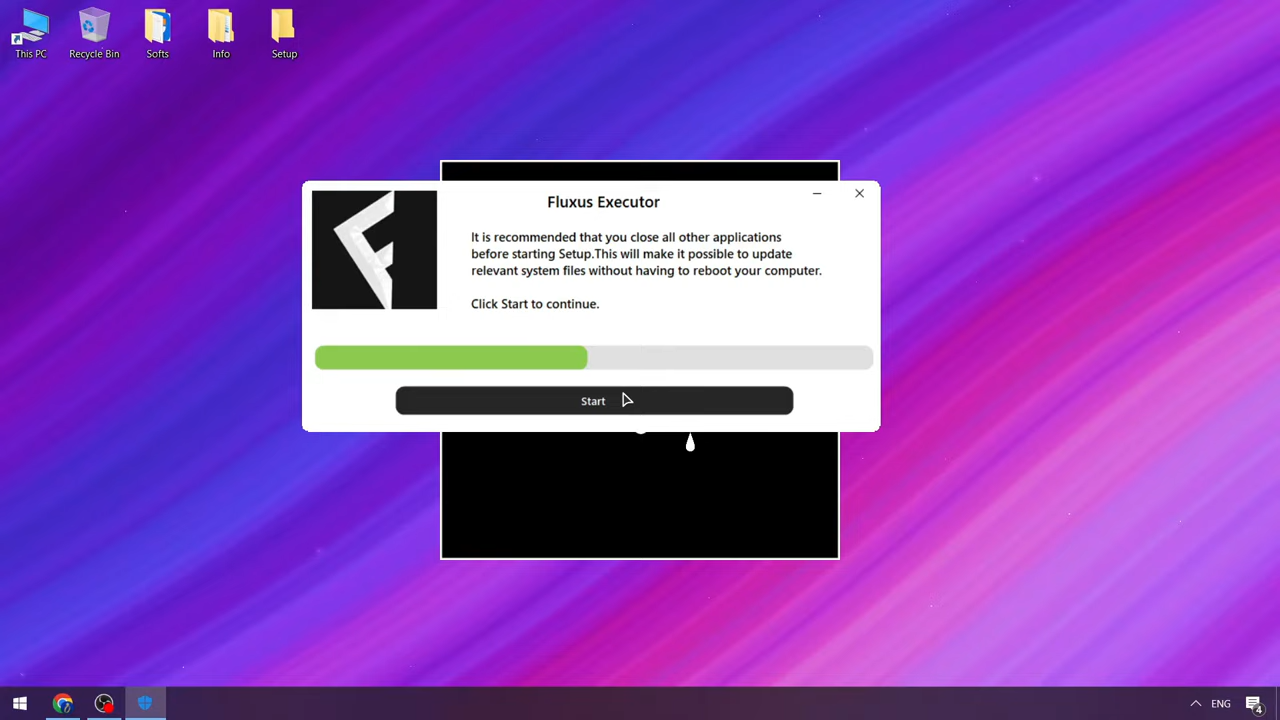 This PC
Recycle Bin
Softs
Info
Setup
Fluxus Executor
It is recommended that you close all other applications
before starting Setup.This will make it possible to update
relevant system files without having to reboot your computer.
Click Start to continue.
Start
ENG
4